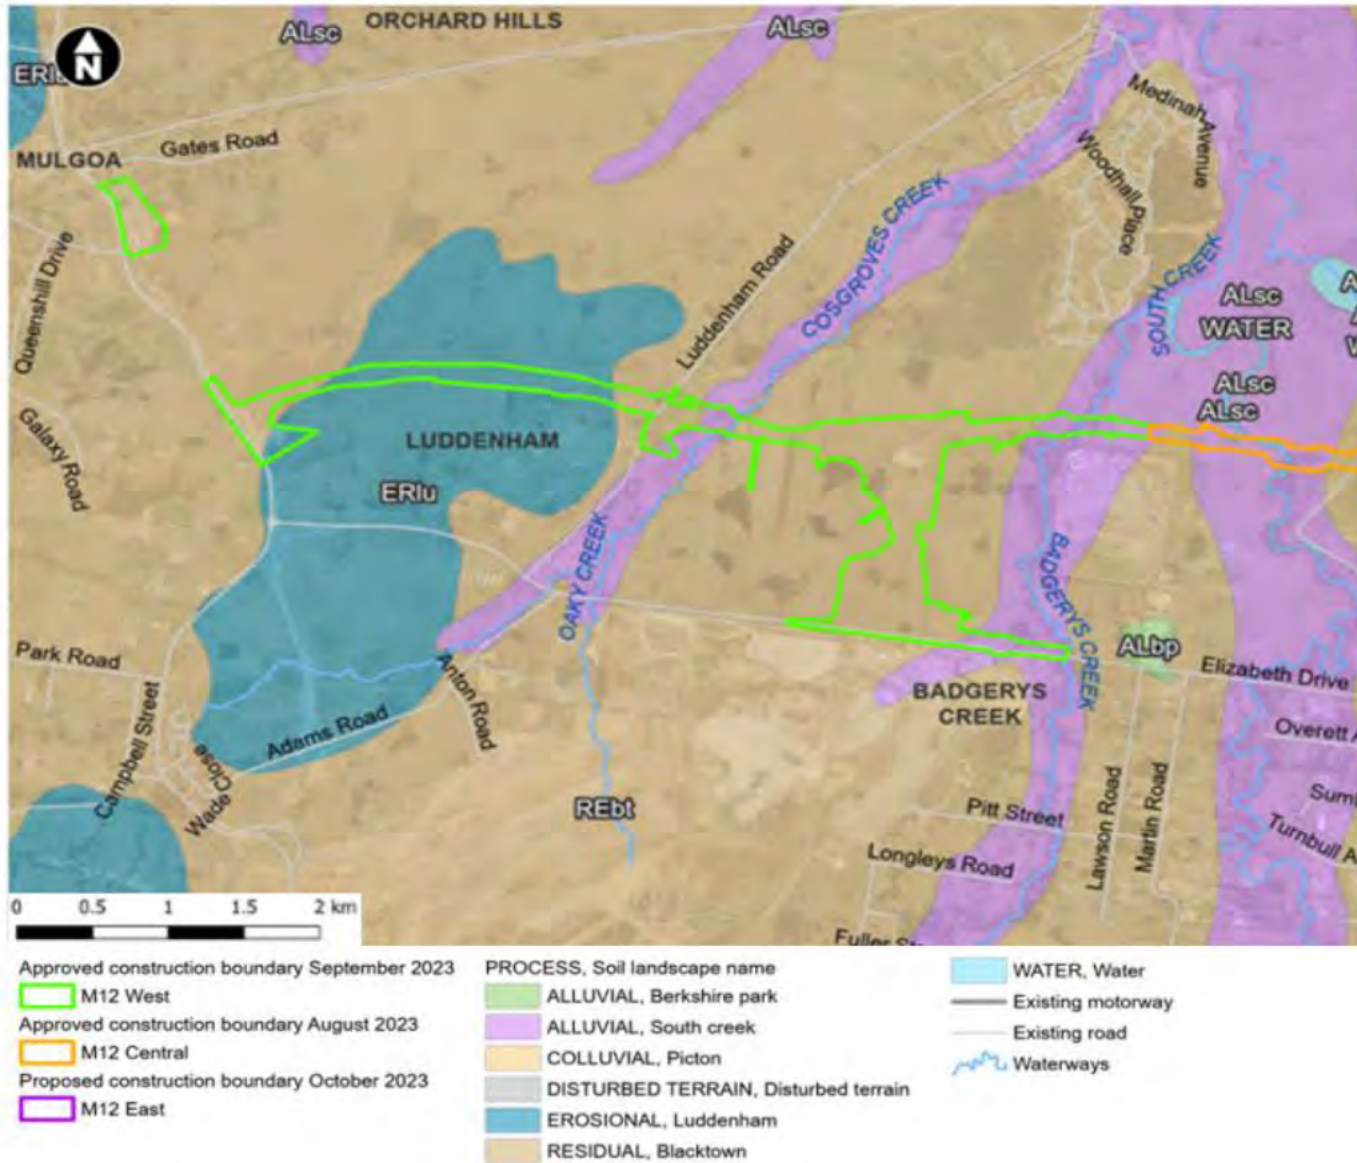 ORCHARD HILLS
ALsc
ALsc
N
Medinah Avenue
Gates Road
MULGOA
Woodhall Place
COSGROVES CREEK
Queenshill Drive
Luddenham Road
SOUTH CREEK
ALsc
WATER
ALsc
ALsc
Galaxy Road
LUDDENHAM
ERlu
OAKY CREEK
BADGERYS CREEK
ALbp
Elizabeth Drive
Park Road
Anton Road
BADGERYS
CREEK
Adams Road
Campbell Street
Wade Close
REbt
Pitt Street
Lawson Road
Martin Road
Longleys Road
0 0.5 1 1.5 2 km
Approved construction boundary September 2023
M12 West
Approved construction boundary August 2023
M12 Central
Proposed construction boundary October 2023
M12 East
PROCESS, Soil landscape name
ALLUVIAL, Berkshire park
ALLUVIAL, South creek
COLLUVIAL, Picton
DISTURBED TERRAIN, Disturbed terrain
EROSIONAL, Luddenham
RESIDUAL, Blacktown
WATER, Water
Existing motorway
Existing road
Waterways